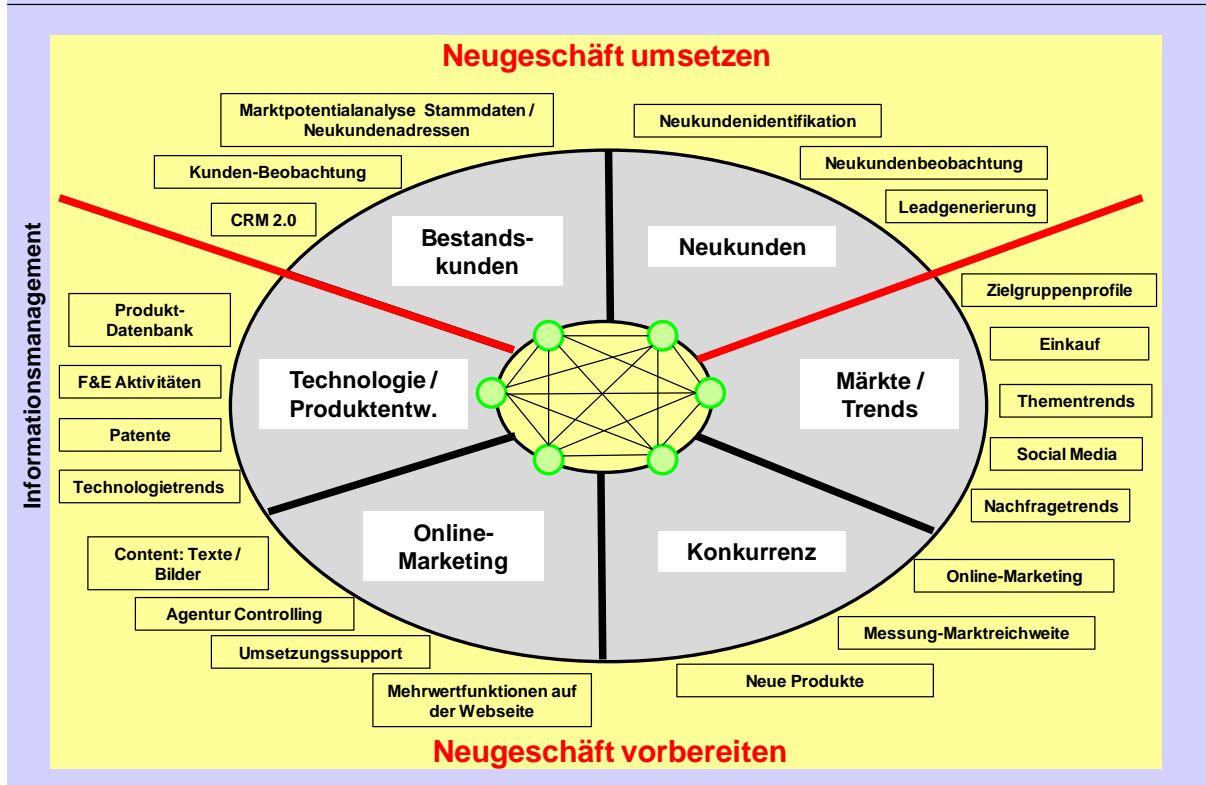 Neugeschäft umsetzen
Marktpotentialanalyse Stammdaten /
Neukundenadressen
Neukundenidentifikation
Kunden-Beobachtung
Neukundenbeobachtung
CRM 2.0
Leadgenerierung
Bestands-
kunden
Neukunden
Informationsmanagement
Produkt-
Datenbank
Zielgruppenprofile
F&E Aktivitäten
Einkauf
Technologie /
Produktentw.
Märkte /
Trends
Thementrends
Patente
Social Media
Technologietrends
Nachfragetrends
Online-
Marketing
Konkurrenz
Content: Texte /
Bilder
Online-Marketing
Agentur Controlling
Messung-Marktreichweite
Umsetzungssupport
Neue Produkte
Mehrwertfunktionen auf
der Webseite
Neugeschäft vorbereiten